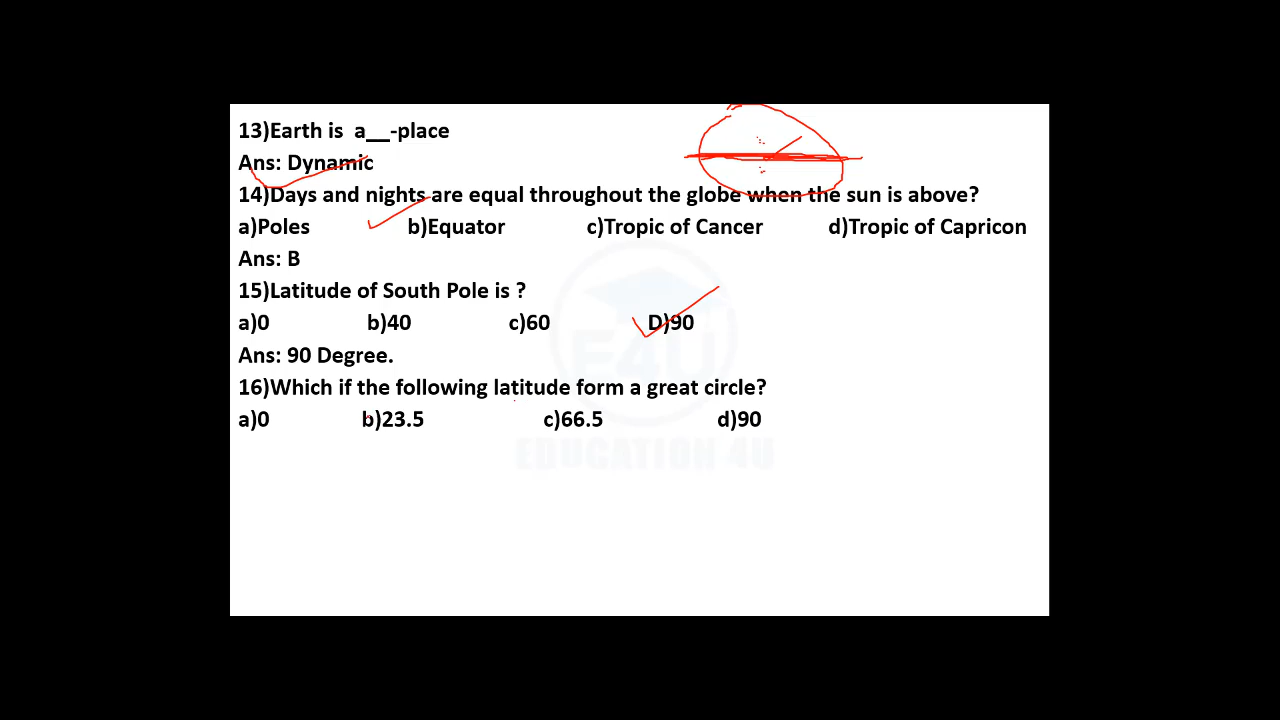 13)Earth is  a__-place
Ans: Dynamic
14)Days and nights are equal throughout the globe when the sun is above?
a)Poles b)Equator c)Tropic of Cancer d)Tropic of Capricon
Ans: B
15)Latitude of South Pole is ?
a)0 b)40 c)60 D)90
Ans: 90 Degree.
16)Which if the following latitude form a great circle?
a)0 b)23.5 c)66.5 d)90
E4U
EDUCATION 4U